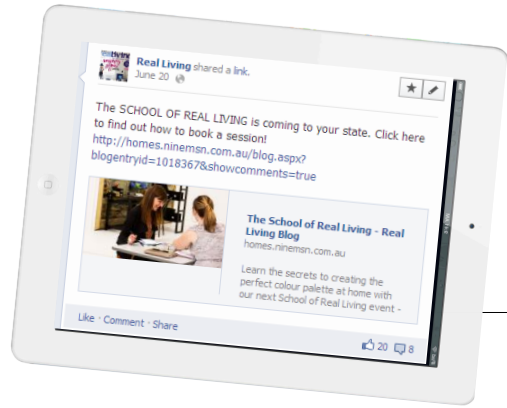 Real Living shared a link.
June 20
The SCHOOL OF REAL LIVING is coming to your state. Click here
to find out how to book a session!
http://homes.ninemsn.com.au/blog.aspx?
blogentryid=1018367&showcomments=true
The School of Real Living - Real
Living Blog
homes.ninemsn.com.au
Learn the secrets to creating the
perfect colour palette at home with
our next School of Real Living event -
Like · Comment · Share
20 8